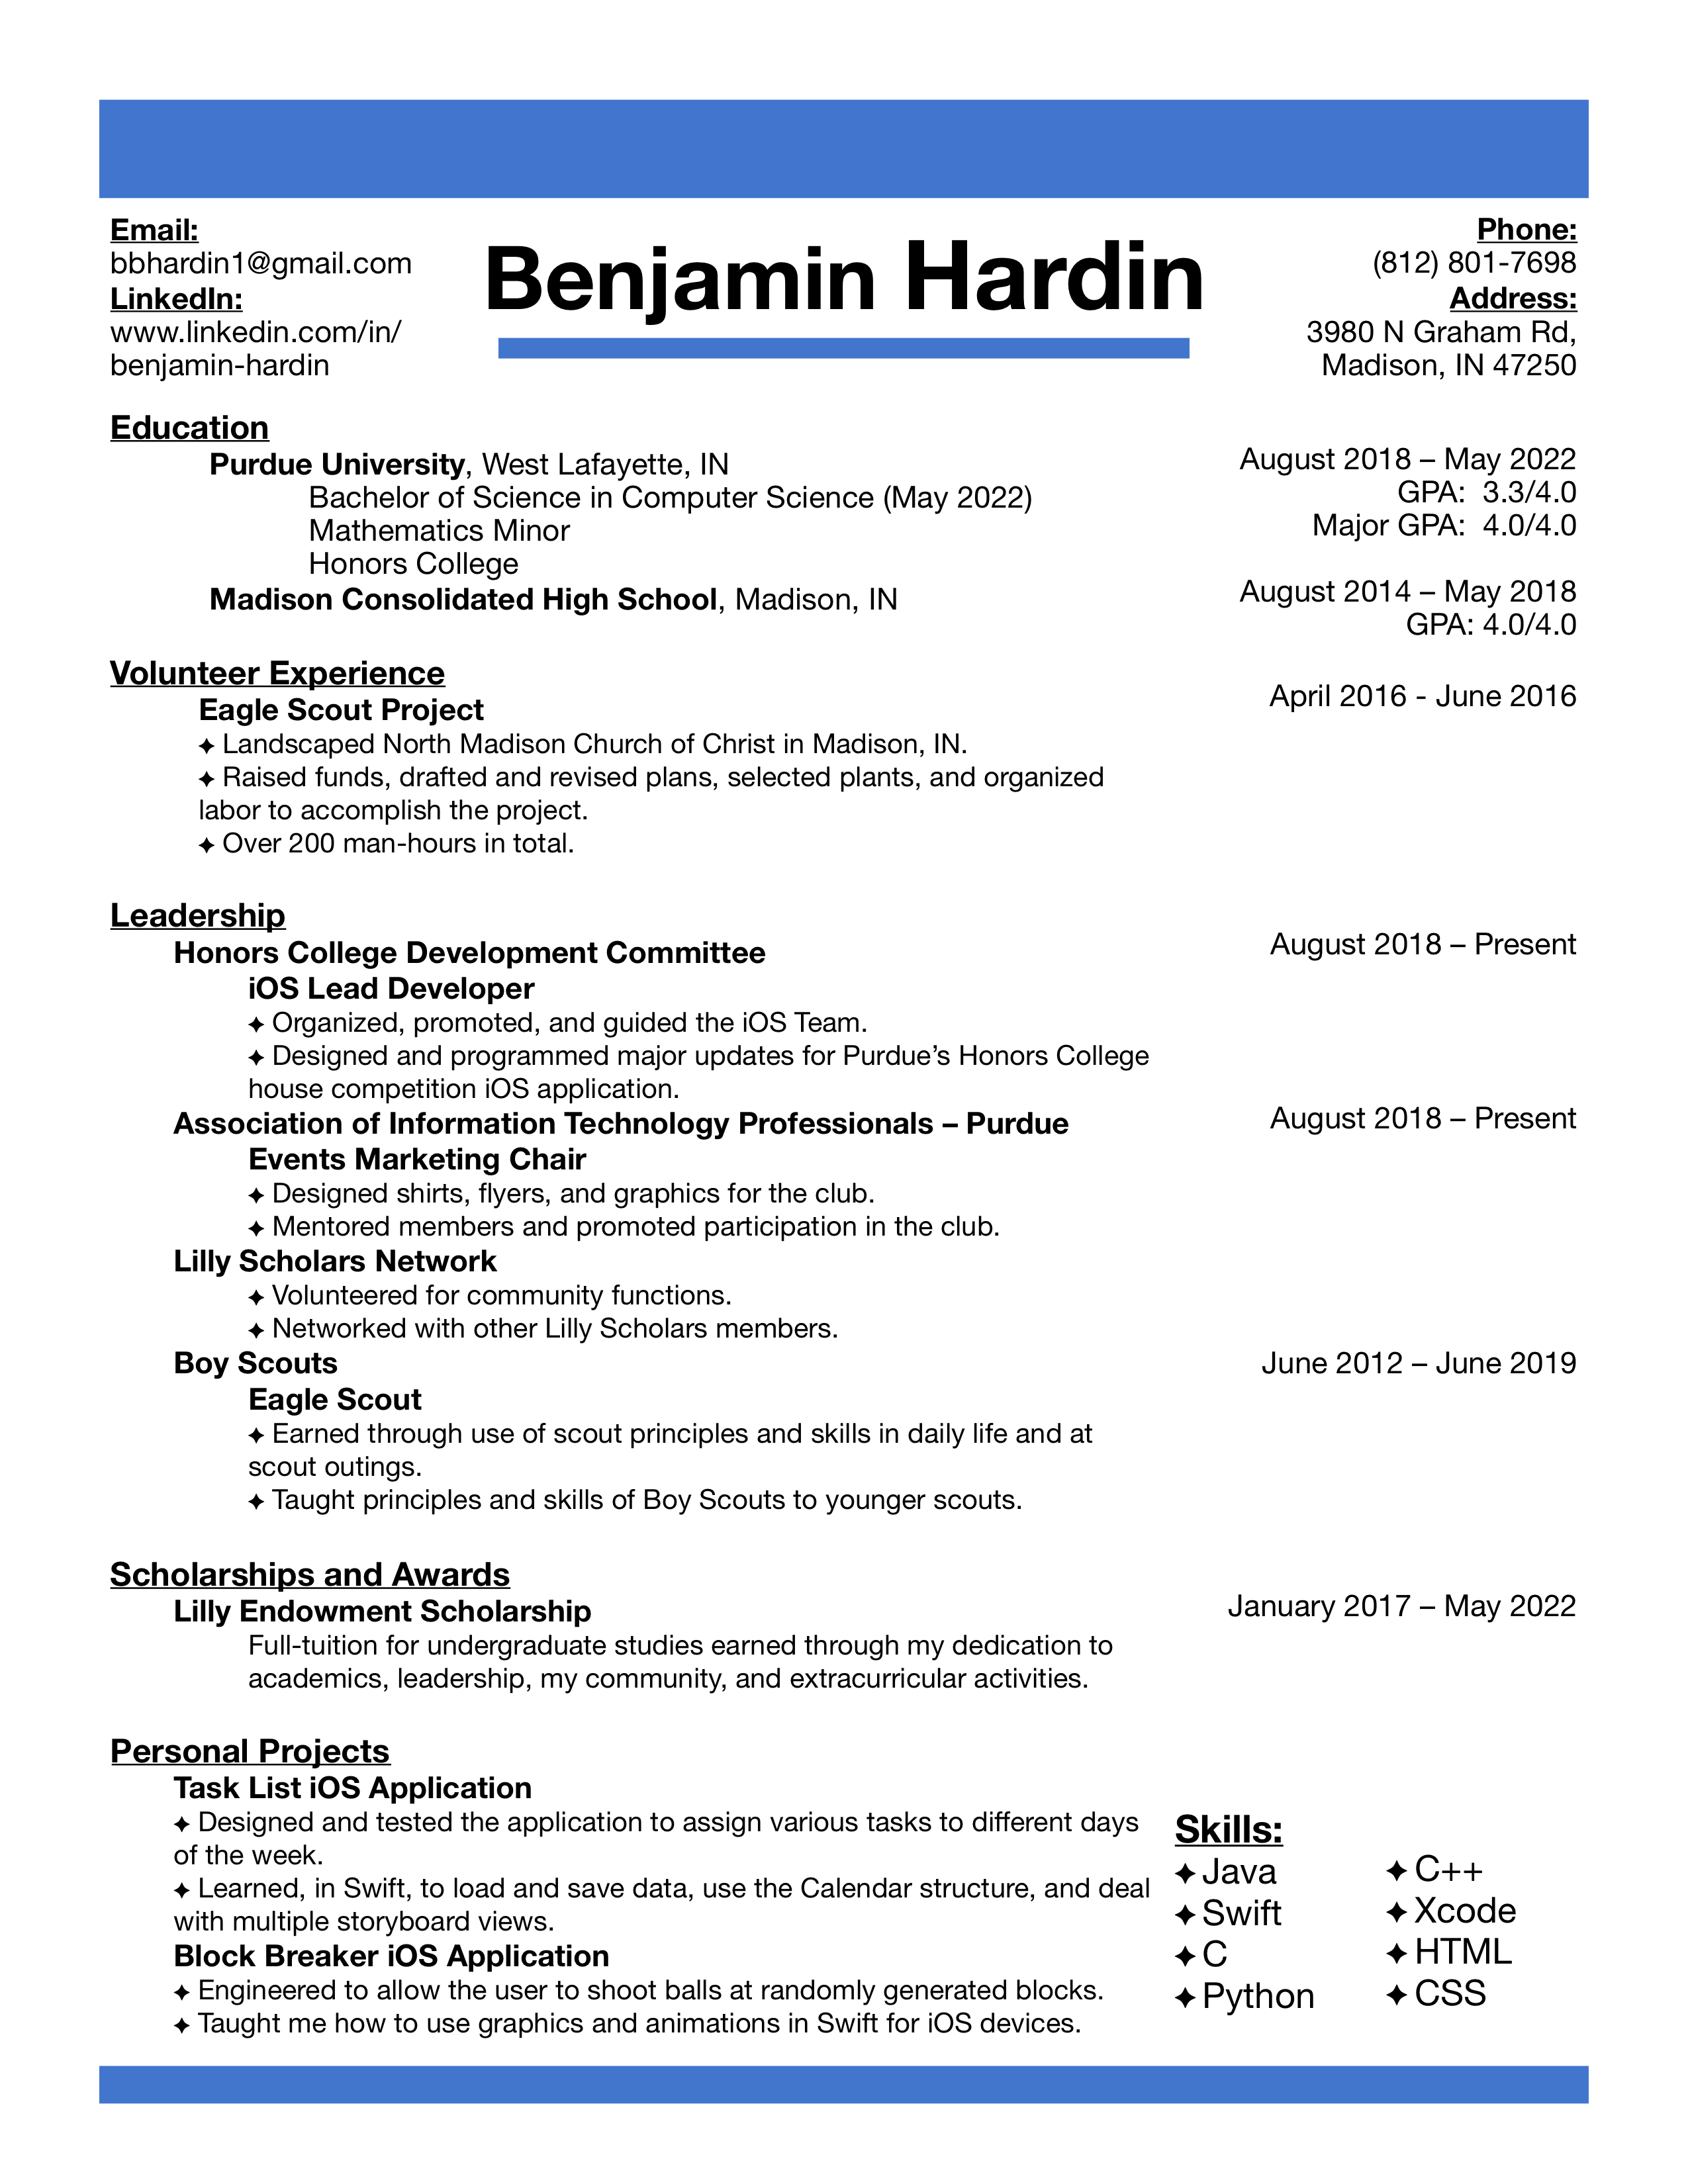 Email:
bbhardin1@gmail.com
LinkedIn:
www.linkedin.com/in/
benjamin-hardin
Benjamin Hardin
Phone:
(812) 801-7698
Address:
3980 N Graham Rd,
Madison, IN 47250
Education
Purdue University, West Lafayette, IN
August 2018 – May 2022
Bachelor of Science in Computer Science (May 2022)
GPA:  3.3/4.0
Mathematics Minor
Major GPA:  4.0/4.0
Honors College
Madison Consolidated High School, Madison, IN
August 2014 – May 2018
GPA: 4.0/4.0
Volunteer Experience
Eagle Scout Project
April 2016 - June 2016
✦ Landscaped North Madison Church of Christ in Madison, IN.
✦ Raised funds, drafted and revised plans, selected plants, and organized
labor to accomplish the project.
✦ Over 200 man-hours in total.
Leadership
Honors College Development Committee
August 2018 – Present
iOS Lead Developer
✦ Organized, promoted, and guided the iOS Team.
✦ Designed and programmed major updates for Purdue’s Honors College
house competition iOS application.
Association of Information Technology Professionals – Purdue
August 2018 – Present
Events Marketing Chair
✦ Designed shirts, flyers, and graphics for the club.
✦ Mentored members and promoted participation in the club.
Lilly Scholars Network
✦ Volunteered for community functions.
✦ Networked with other Lilly Scholars members.
Boy Scouts
June 2012 – June 2019
Eagle Scout
✦ Earned through use of scout principles and skills in daily life and at
scout outings.
✦ Taught principles and skills of Boy Scouts to younger scouts.
Scholarships and Awards
Lilly Endowment Scholarship
January 2017 – May 2022
Full-tuition for undergraduate studies earned through my dedication to
academics, leadership, my community, and extracurricular activities.
Personal Projects
Task List iOS Application
✦ Designed and tested the application to assign various tasks to different days
of the week.
✦ Learned, in Swift, to load and save data, use the Calendar structure, and deal
with multiple storyboard views.
Block Breaker iOS Application
✦ Engineered to allow the user to shoot balls at randomly generated blocks.
✦ Taught me how to use graphics and animations in Swift for iOS devices.
Skills:
✦ Java
✦ Swift
✦ C
✦ Python
✦ C++
✦ Xcode
✦ HTML
✦ CSS